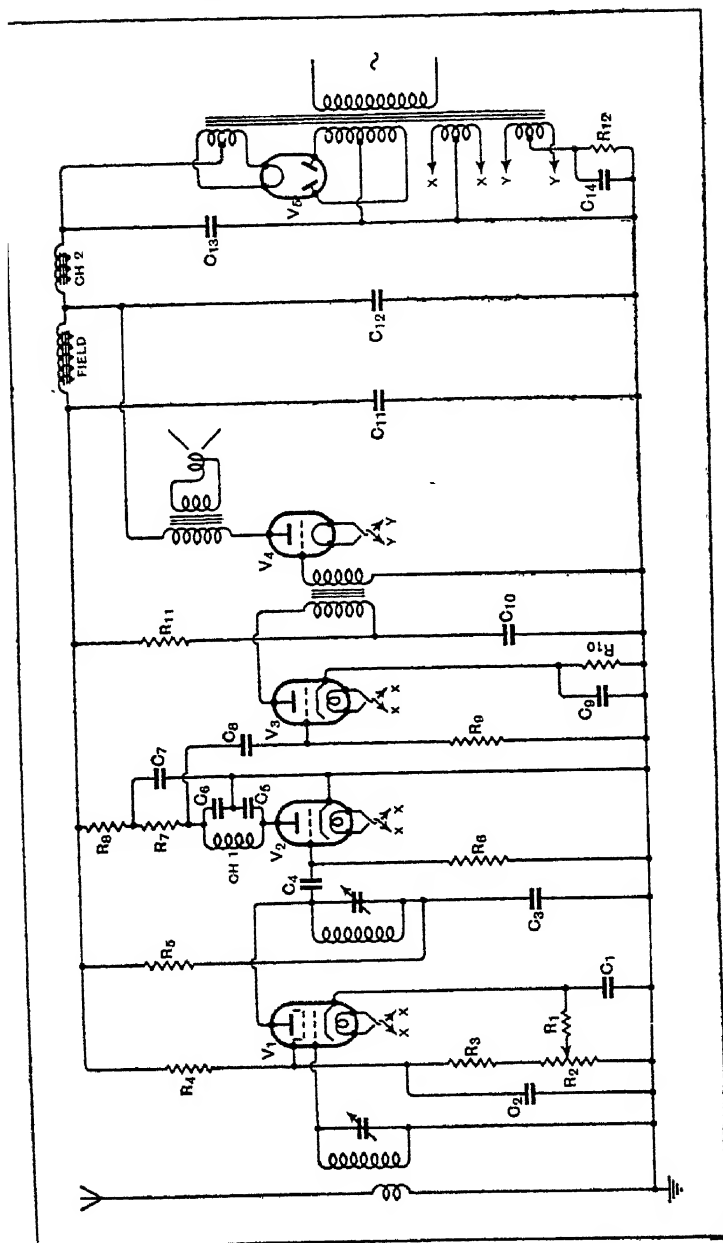 R4
V1
R3
R2
R1
C2
X X
C1
R5
C3
C4
R6
R8
R7
C7
C6
C5
CH 1
V2
X X
C8
V3
R9
X X
C9
R10
R11
C10
V4
Y Y
FIELD
CH 2
C11
C12
C13
V5
~
X
X
Y
Y
C14
R12